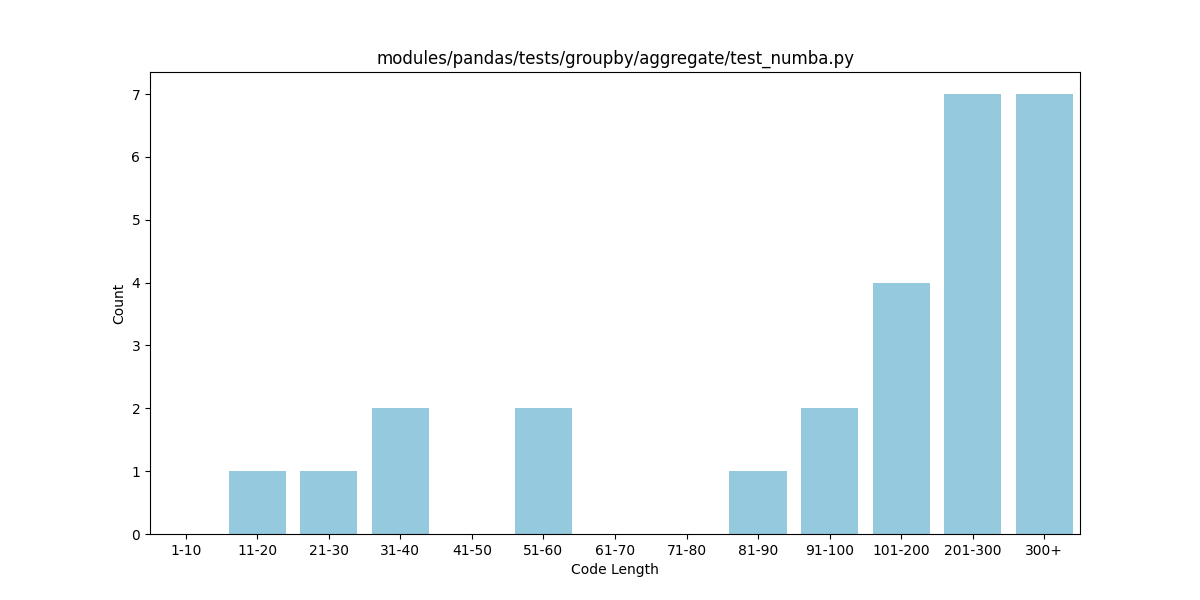 modules/pandas/tests/groupby/aggregate/test_numba.py
7
6
5
4
3
2
1
0
Count
1-10 11-20 21-30 31-40 41-50 51-60 61-70 71-80 81-90 91-100 101-200 201-300 300+
Code Length